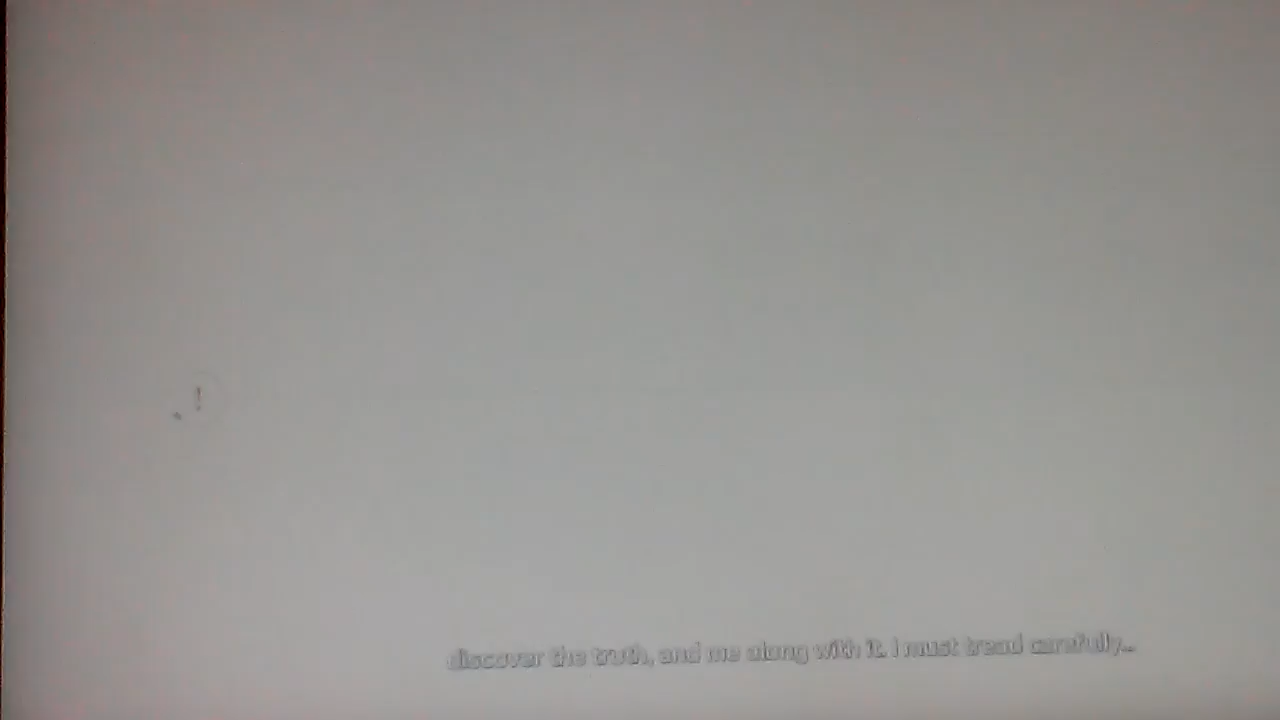 !
discover the truth, and me along with it. I must tread carefully...